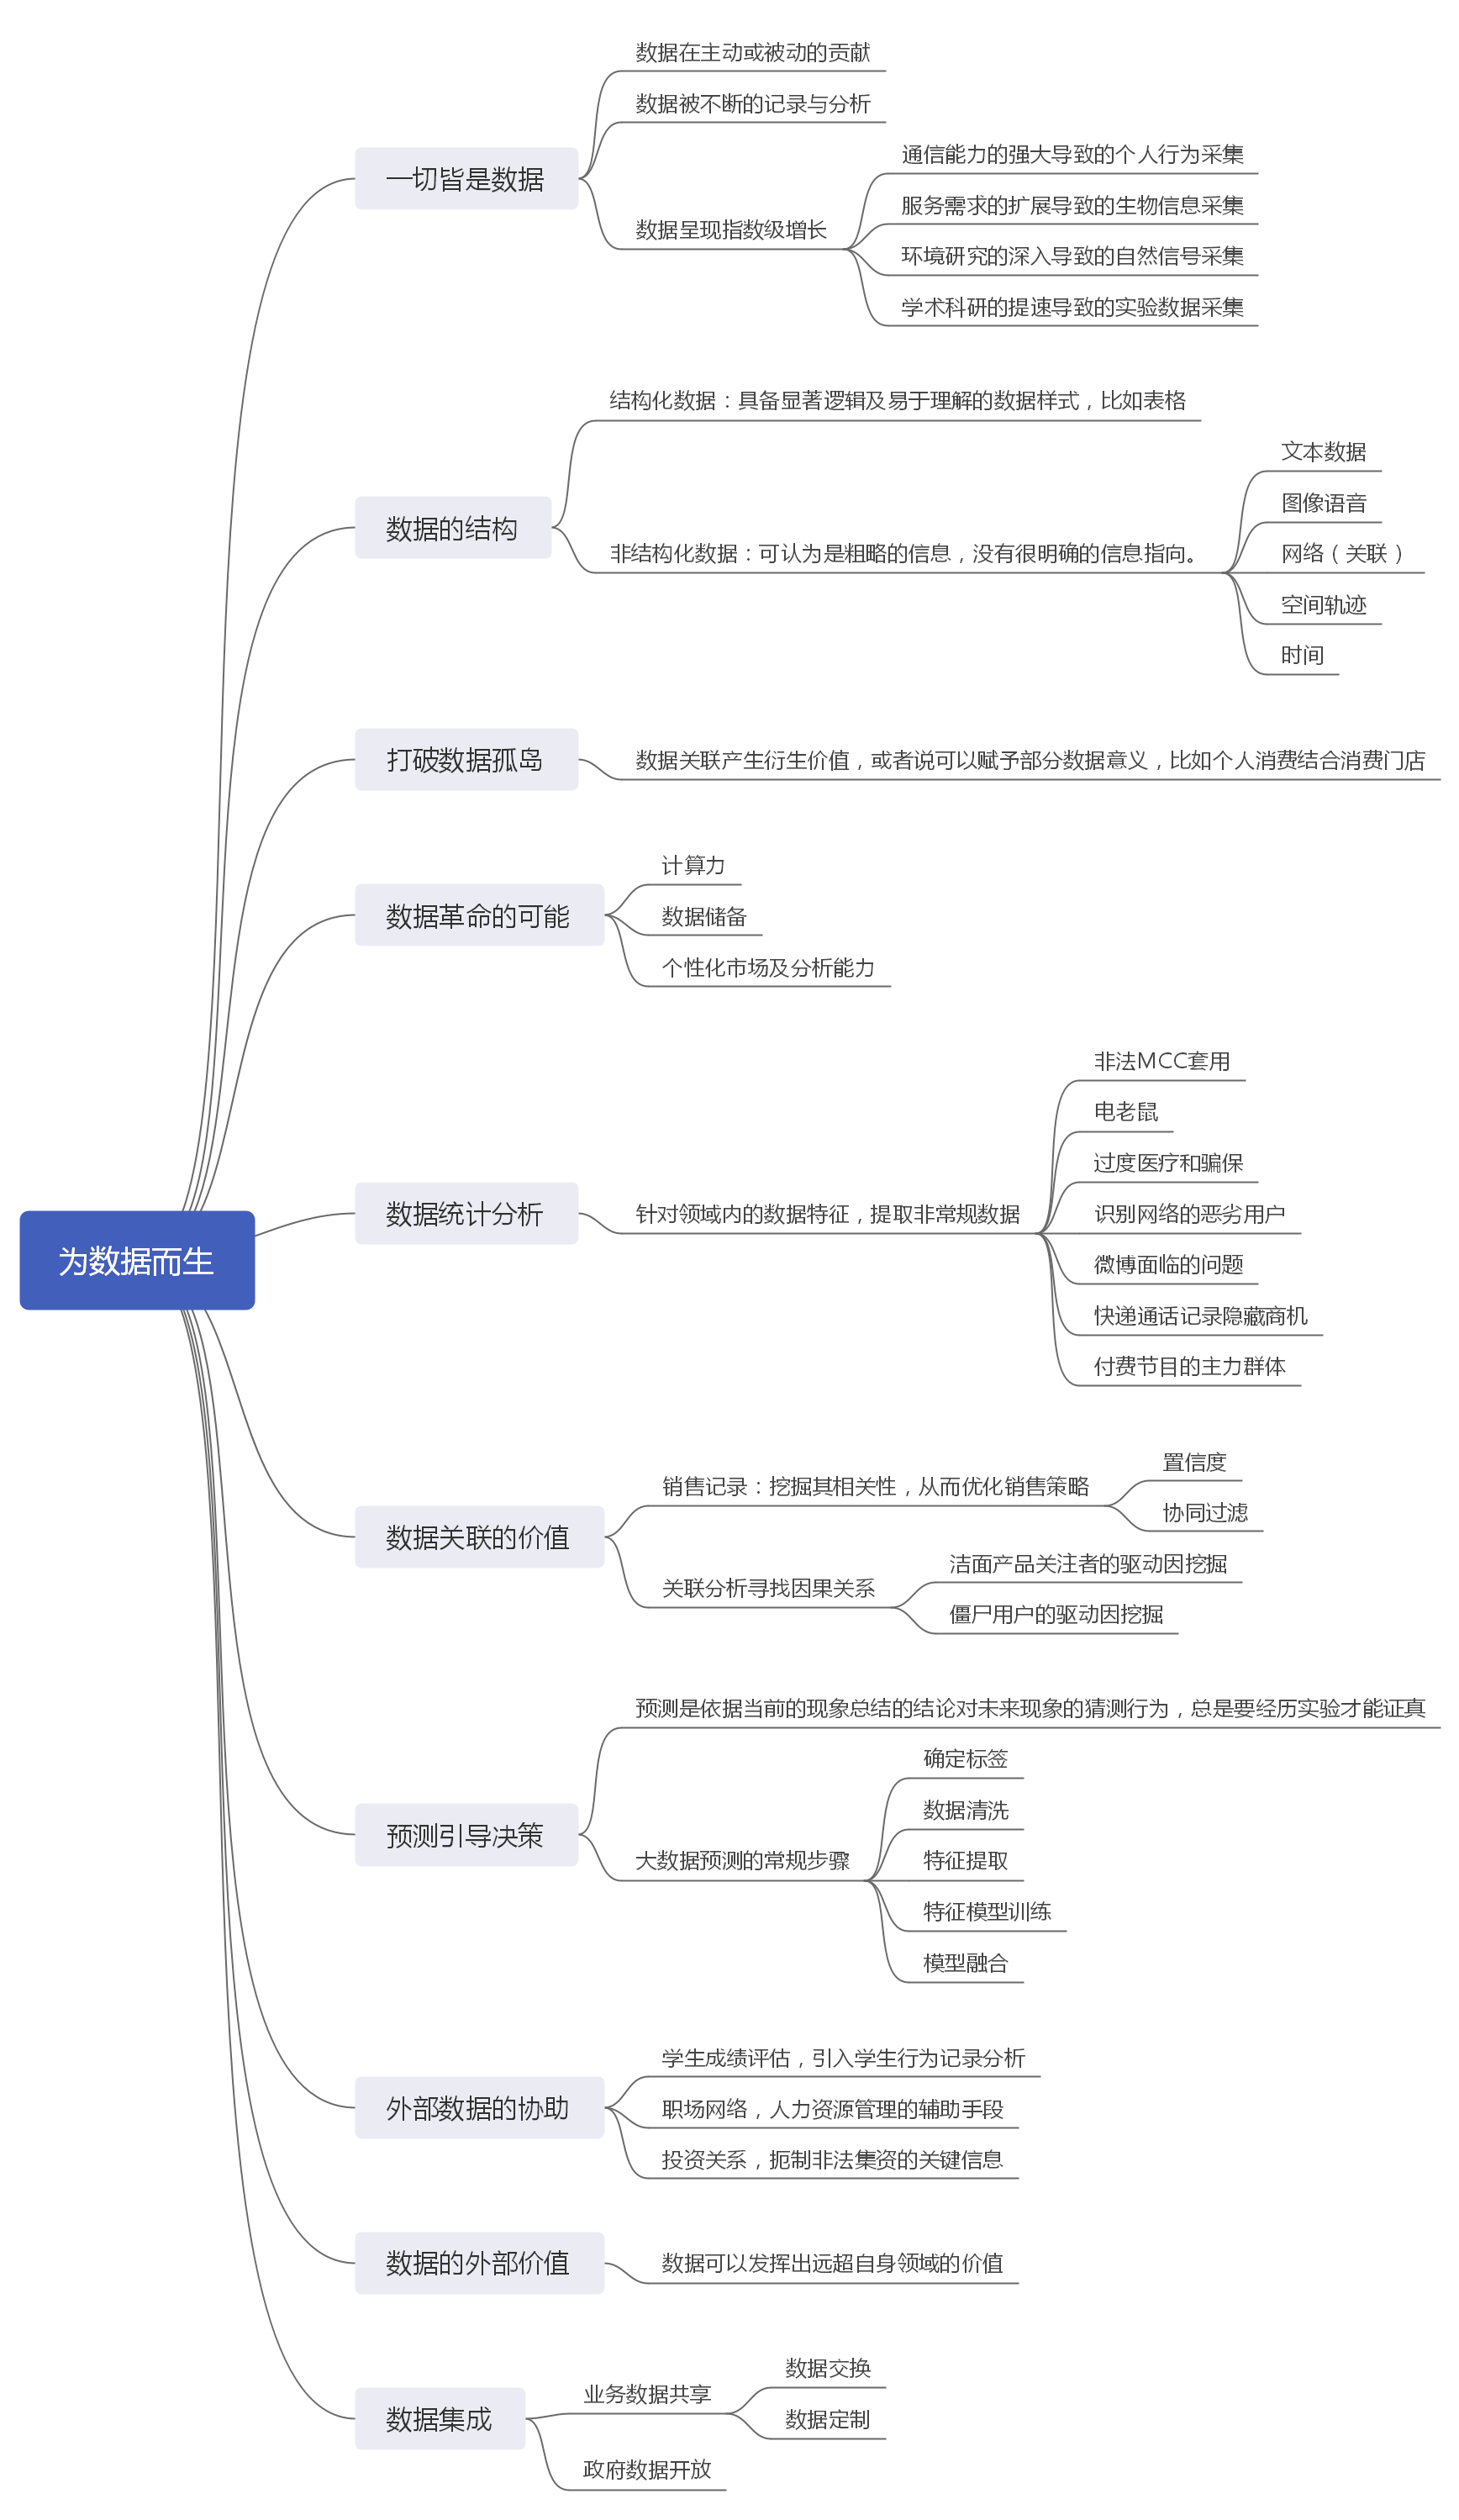 为数据而生
一切皆是数据
数据在主动或被动的贡献
数据被不断的记录与分析
数据呈现指数级增长
通信能力的强大导致的个人行为采集
服务需求的扩展导致的生物信息采集
环境研究的深入导致的自然信号采集
学术科研的提速导致的实验数据采集
数据的结构
结构化数据：具备显著逻辑及易于理解的数据样式，比如表格
非结构化数据：可认为是粗略的信息，没有很明确的信息指向。
文本数据
图像语音
网络（关联）
空间轨迹
时间
打破数据孤岛
数据关联产生衍生价值，或者说可以赋予部分数据意义，比如个人消费结合消费门店
数据革命的可能
计算力
数据储备
个性化市场及分析能力
数据统计分析
针对领域内的数据特征，提取非常规数据
非法MCC套用
电老鼠
过度医疗和骗保
识别网络的恶劣用户
微博面临的问题
快递通话记录隐藏商机
付费节目的主力群体
数据关联的价值
销售记录：挖掘其相关性，从而优化销售策略
置信度
协同过滤
关联分析寻找因果关系
洁面产品关注者的驱动因挖掘
僵尸用户的驱动因挖掘
预测引导决策
预测是依据当前的现象总结的结论对未来现象的猜测行为，总是要经历实验才能证真
大数据预测的常规步骤
确定标签
数据清洗
特征提取
特征模型训练
模型融合
外部数据的协助
学生成绩评估，引入学生行为记录分析
职场网络，人力资源管理的辅助手段
投资关系，扼制非法集资的关键信息
数据的外部价值
数据可以发挥出远超自身领域的价值
数据集成
业务数据共享
数据交换
数据定制
政府数据开放